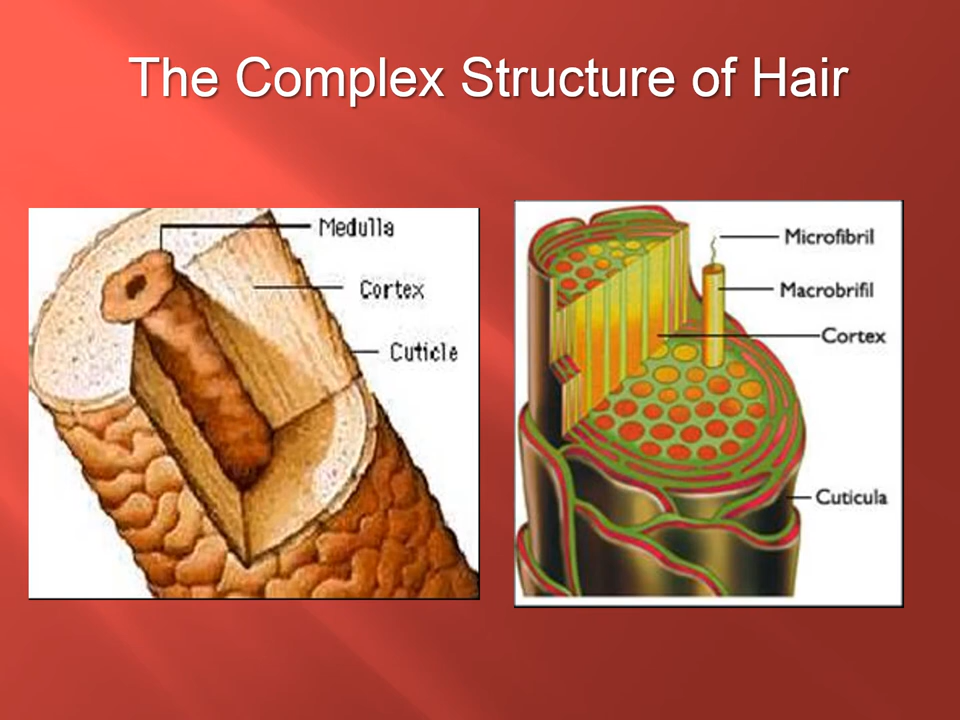 The Complex Structure of Hair
Medulla
Cortex
Cuticle
Microfibril
Macrobrifil
Cortex
Cuticula